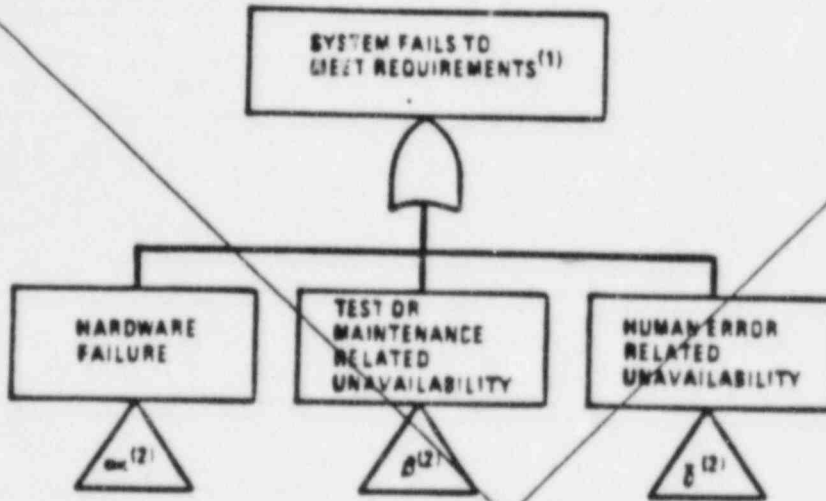 SYSTEM FAILS TO
MEET REQUIREMENTS(1)
HARDWARE
FAILURE
TEST OR
MAINTENANCE
RELATED
UNAVAILABILITY
HUMAN ERROR
RELATED
UNAVAILABILITY
α(2)
β(2)
γ(2)